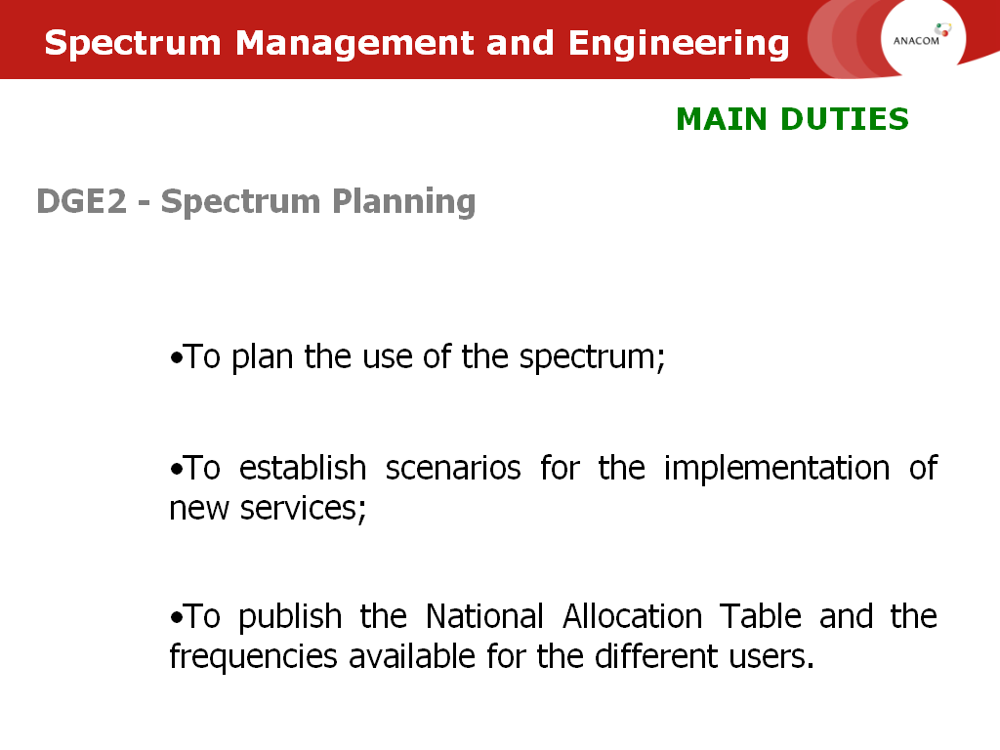 Spectrum Management and Engineering
ANACOM
MAIN DUTIES
DGE2 - Spectrum Planning
•To plan the use of the spectrum;
•To establish scenarios for the implementation of
new services;
•To publish the National Allocation Table and the
frequencies available for the different users.